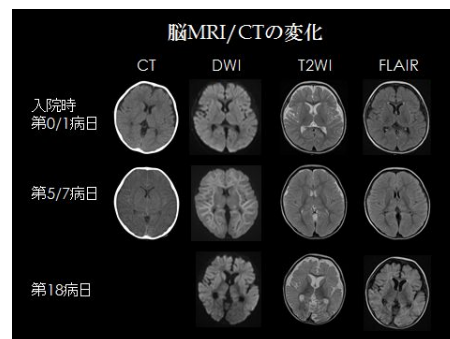 脳MRI/CTの変化
CT DWI T2WI FLAIR
入院時
第0/1病日
第5/7病日
第18病日